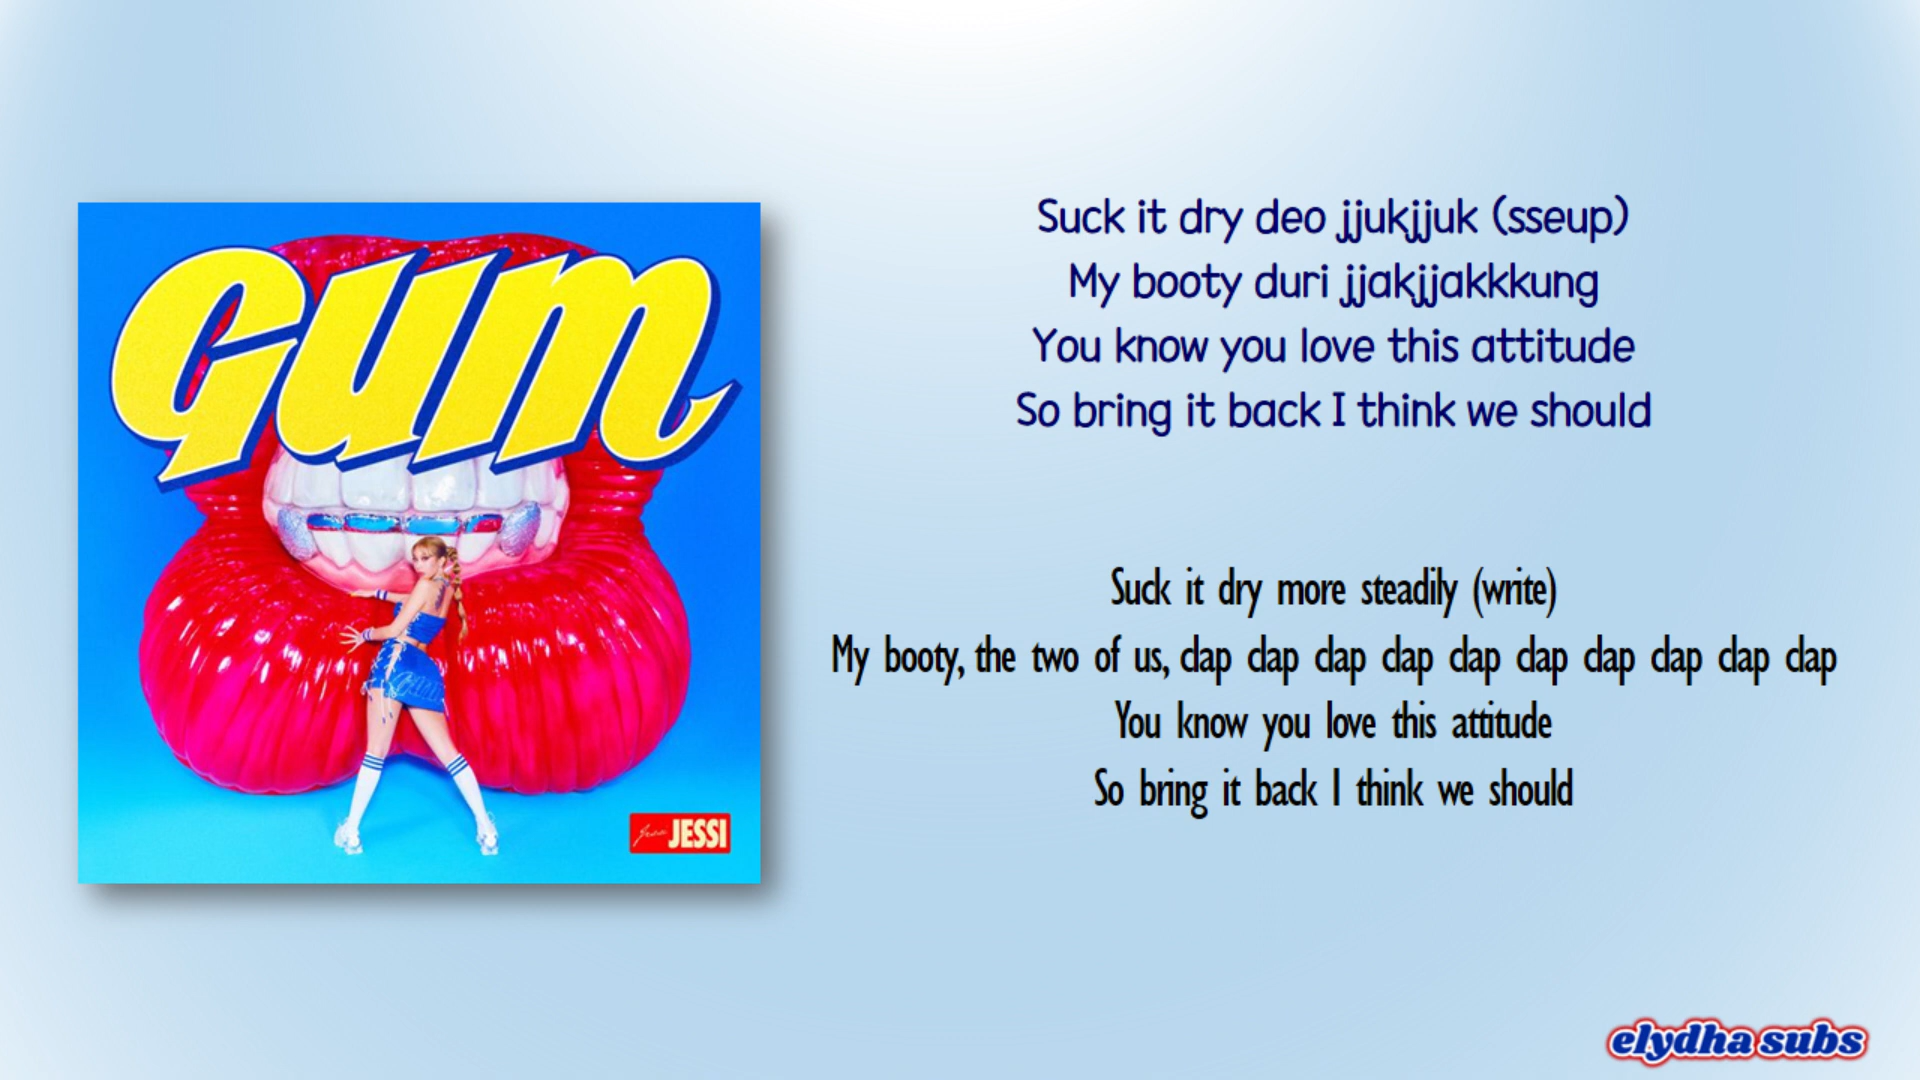 Gum
JESSI
Suck it dry deo jjukjjuk (sseup)
My booty duri jjakjjakkkung
You know you love this attitude
So bring it back I think we should
Suck it dry more steadily (write)
My booty, the two of us, clap clap clap clap clap clap clap clap clap clap
You know you love this attitude
So bring it back I think we should
elydha subs